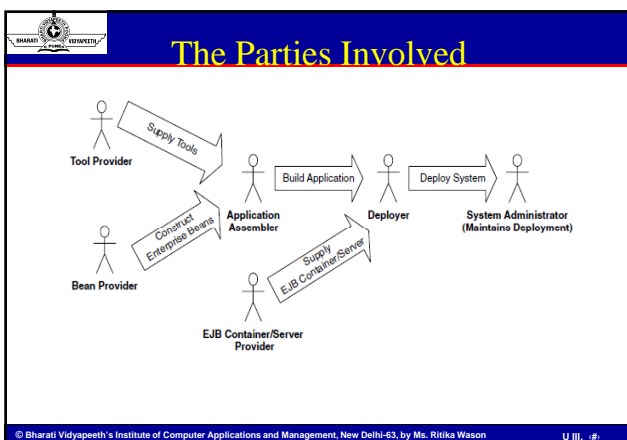 BHARATI VIDYAPEETH
PUNE
The Parties Involved
Supply Tools
Tool Provider
Build Application
Deploy System
Application
Assembler
Deployer
System Administrator
(Maintains Deployment)
Construct
Enterprise Beans
Bean Provider
Supply
EJB Container/Server
EJB Container/Server
Provider
© Bharati Vidyapeeth's Institute of Computer Applications and Management, New Delhi-63, by Ms. Ritika Wason
U III. ‹#›